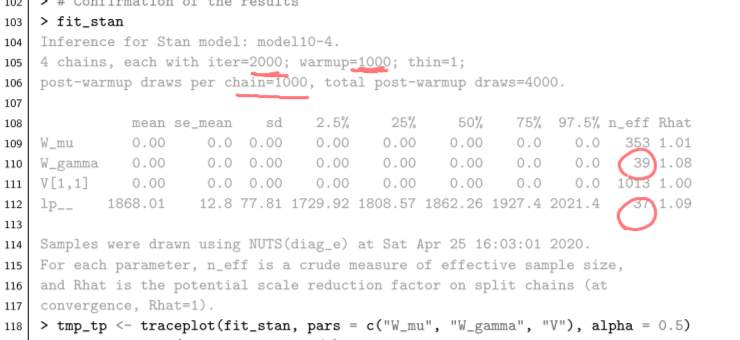 102 > # Confirmation of the results
103 > fit_stan
104 Inference for Stan model: model10-4.
105 4 chains, each with iter=2000; warmup=1000; thin=1;
106 post-warmup draws per chain=1000, total post-warmup draws=4000.
107
108 mean se_mean sd 2.5% 25% 50% 75% 97.5% n_eff Rhat
109 W_mu 0.00 0.0 0.00 0.00 0.00 0.00 0.0 0.0 353 1.01
110 W_gamma 0.00 0.0 0.00 0.00 0.00 0.00 0.0 0.0 39 1.08
111 V[1,1] 0.00 0.0 0.00 0.00 0.00 0.00 0.0 0.0 1013 1.00
112 lp__ 1868.01 12.8 77.81 1729.92 1808.57 1862.26 1927.4 2021.4 37 1.09
113
114 Samples were drawn using NUTS(diag_e) at Sat Apr 25 16:03:01 2020.
115 For each parameter, n_eff is a crude measure of effective sample size,
116 and Rhat is the potential scale reduction factor on split chains (at
117 convergence, Rhat=1).
118 > tmp_tp <- traceplot(fit_stan, pars = c("W_mu", "W_gamma", "V"), alpha = 0.5)